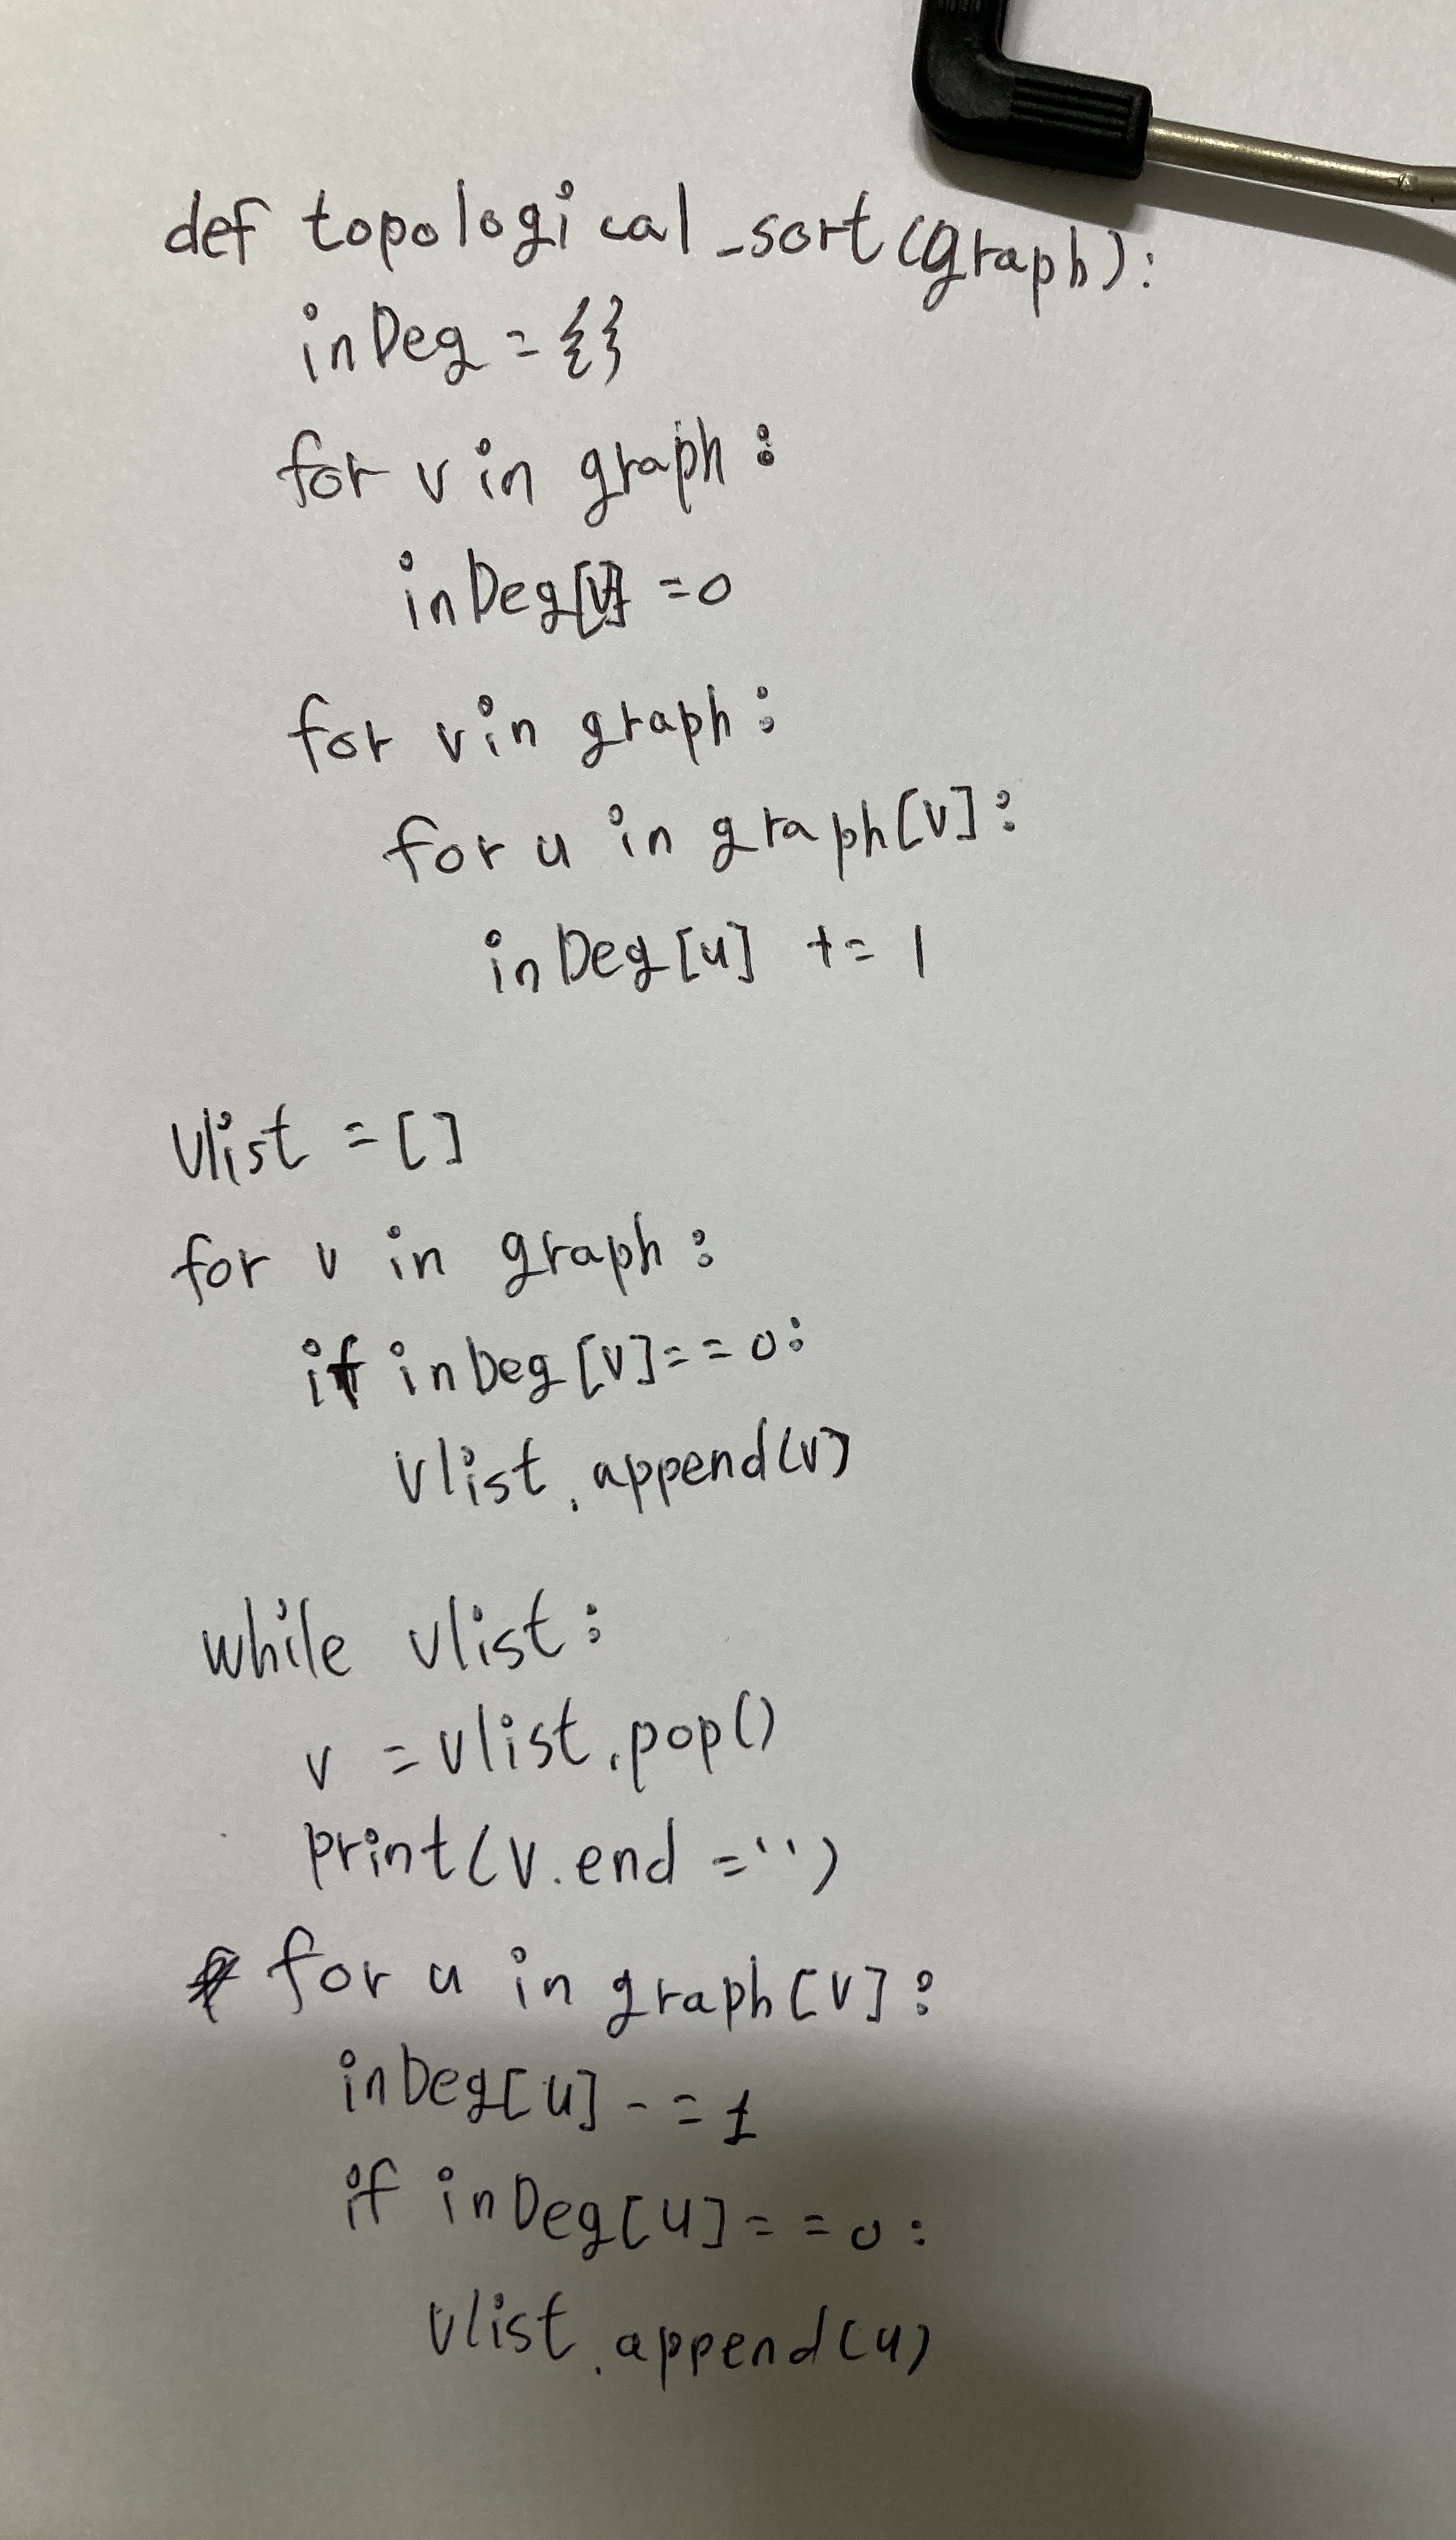 def topological_sort(graph):
inDeg = {}
for v in graph:
inDeg[v] = 0
for v in graph:
for u in graph[v]:
inDeg[u] += 1
vlist = []
for v in graph:
if inDeg[v] == 0:
vlist.append(v)
while vlist:
v = vlist.pop()
print(v.end = '')
for u in graph[v]:
inDeg[u] -= 1
if inDeg[u] == 0:
vlist.append(u)